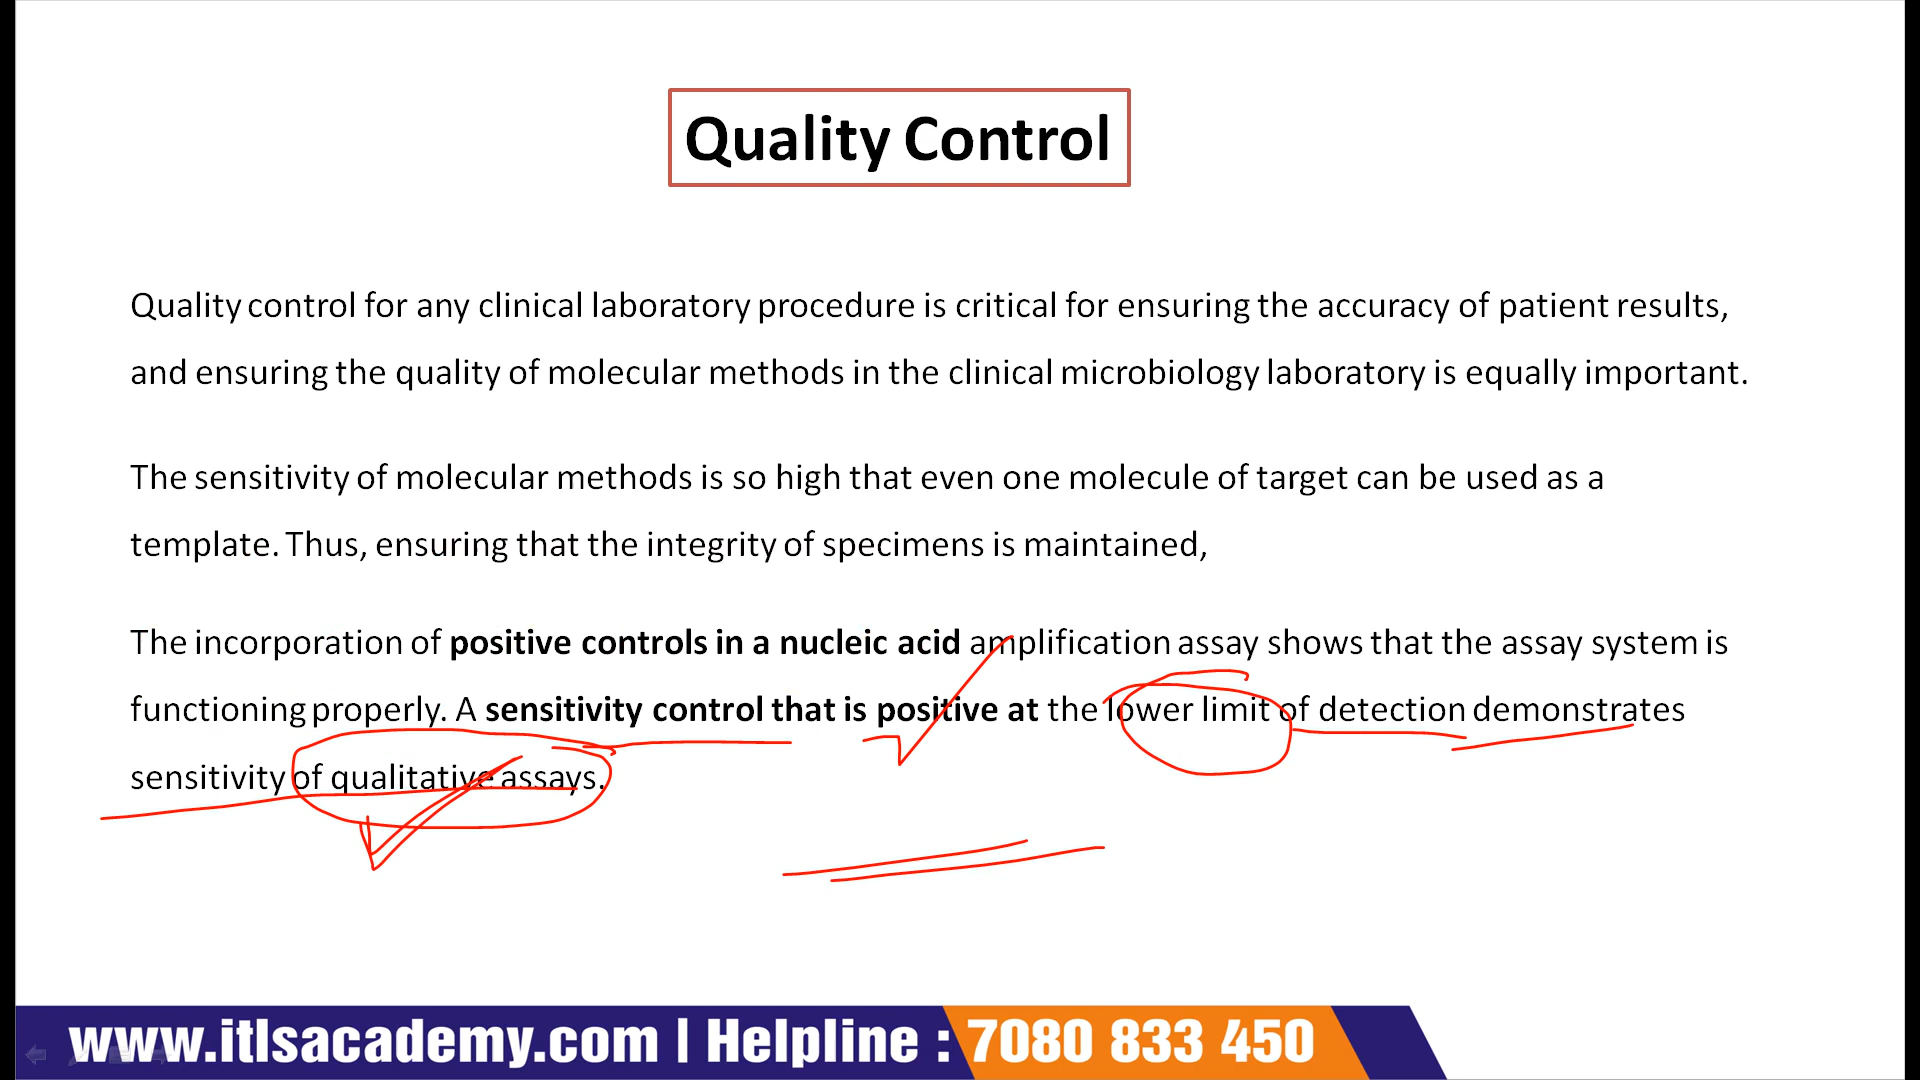 Quality Control
Quality control for any clinical laboratory procedure is critical for ensuring the accuracy of patient results,
and ensuring the quality of molecular methods in the clinical microbiology laboratory is equally important.
The sensitivity of molecular methods is so high that even one molecule of target can be used as a
template. Thus, ensuring that the integrity of specimens is maintained,
The incorporation of positive controls in a nucleic acid amplification assay shows that the assay system is
functioning properly. A sensitivity control that is positive at the lower limit of detection demonstrates
sensitivity of qualitative assays.
www.itlsacademy.com | Helpline : 7080 833 450